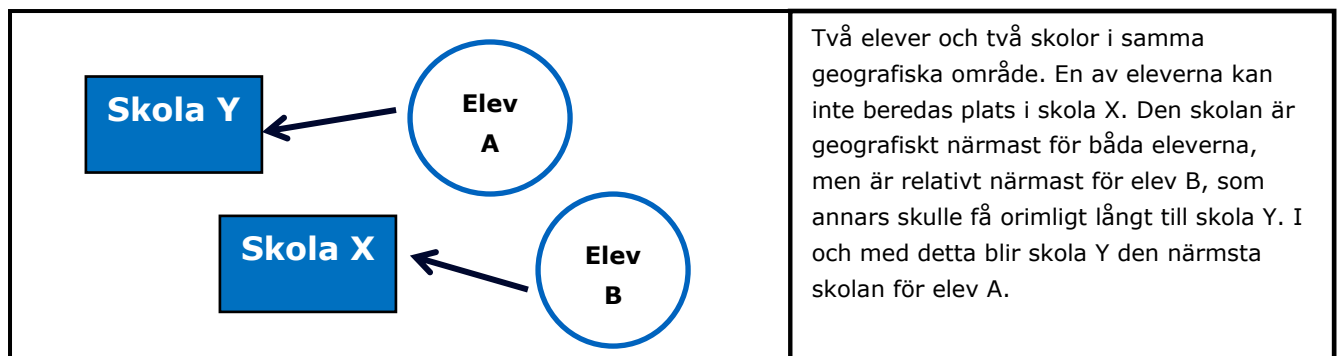 Skola Y
Elev
A
Skola X
Elev
B
Två elever och två skolor i samma
geografiska område. En av eleverna kan
inte beredas plats i skola X. Den skolan är
geografiskt närmast för båda eleverna,
men är relativt närmast för elev B, som
annars skulle få orimligt långt till skola Y. I
och med detta blir skola Y den närmsta
skolan för elev A.